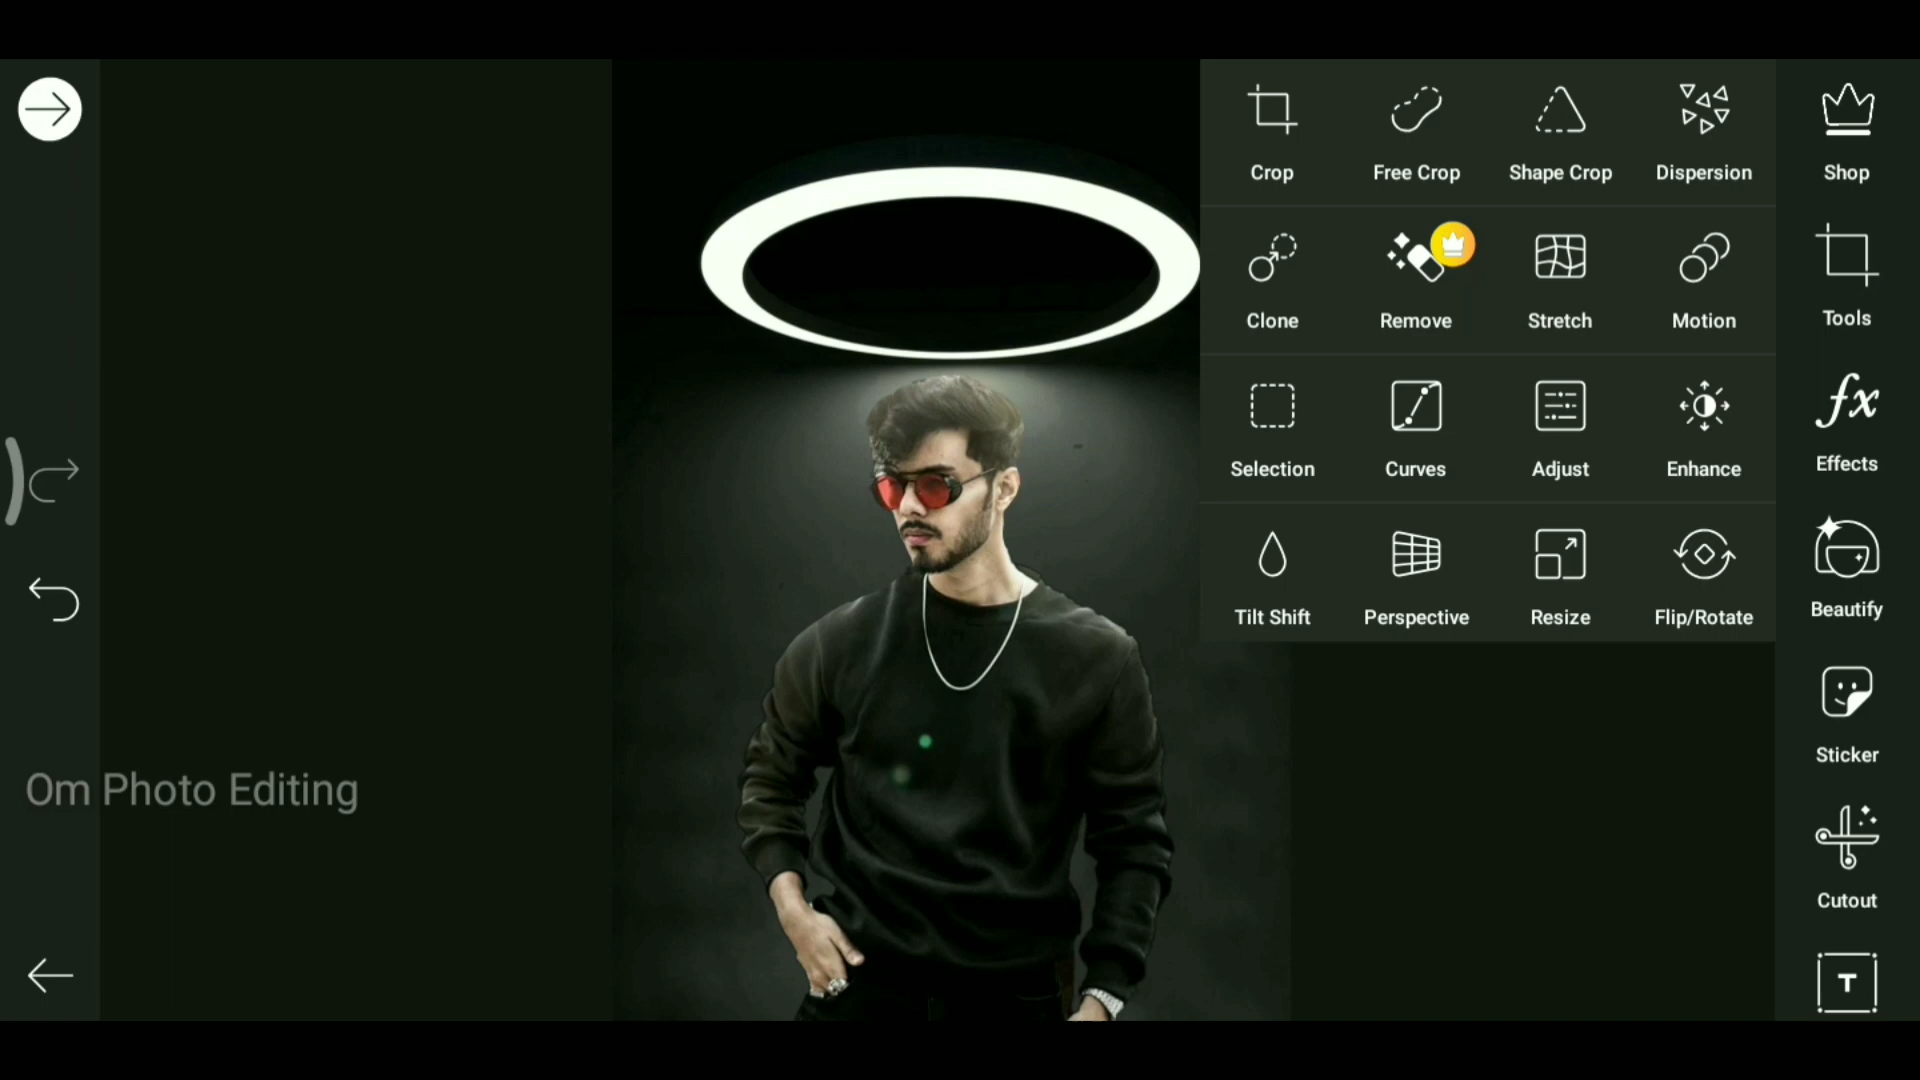 Crop Free Crop Shape Crop Dispersion Shop
Clone Remove Stretch Motion Tools
Selection Curves Adjust Enhance Effects
Tilt Shift Perspective Resize Flip/Rotate Beautify
Sticker
Om Photo Editing
Cutout
T